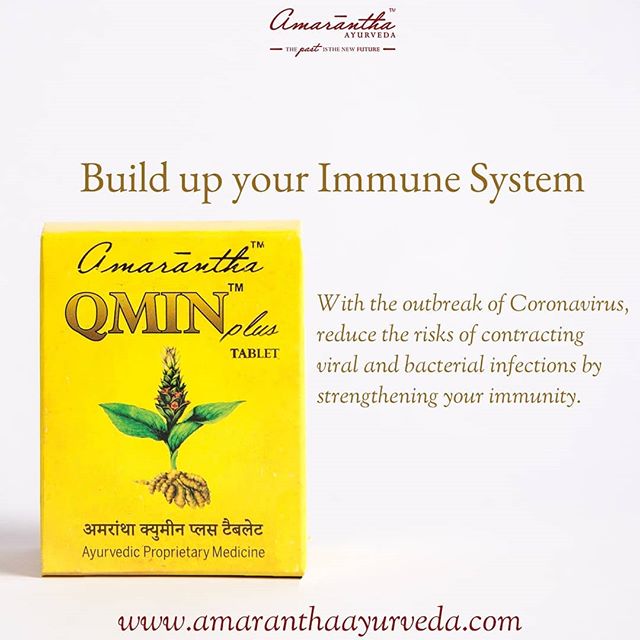 Amarāntha™
AYURVEDA
THE past IS THE NEW FUTURE
Build up your Immune System
Amarāntha™
QMIN™ plus
TABLET
अमरांथा क्युमीन प्लस टैबलेट
Ayurvedic Proprietary Medicine
With the outbreak of Coronavirus,
reduce the risks of contracting
viral and bacterial infections by
strengthening your immunity.
www.amaranthaayurveda.com